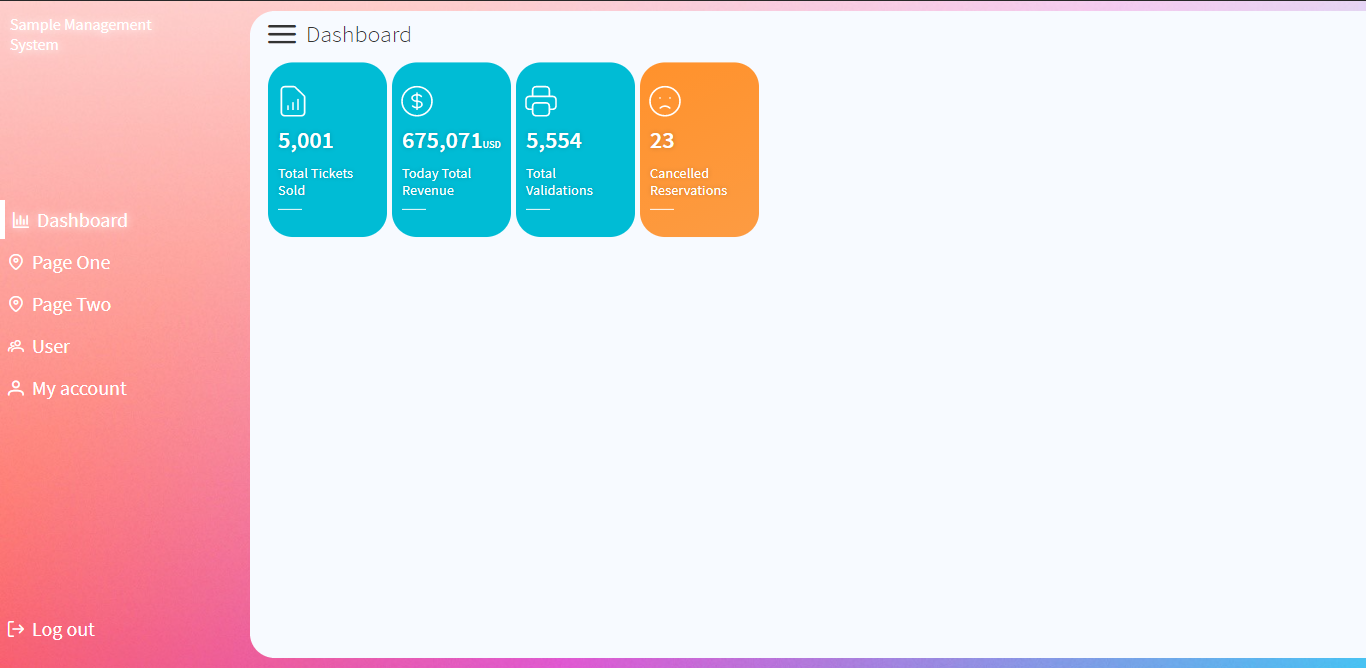 Sample Management
System
Dashboard
Page One
Page Two
User
My account
Log out
Dashboard
5,001
Total Tickets
Sold
675,071USD
Today Total
Revenue
5,554
Total
Validations
23
Cancelled
Reservations